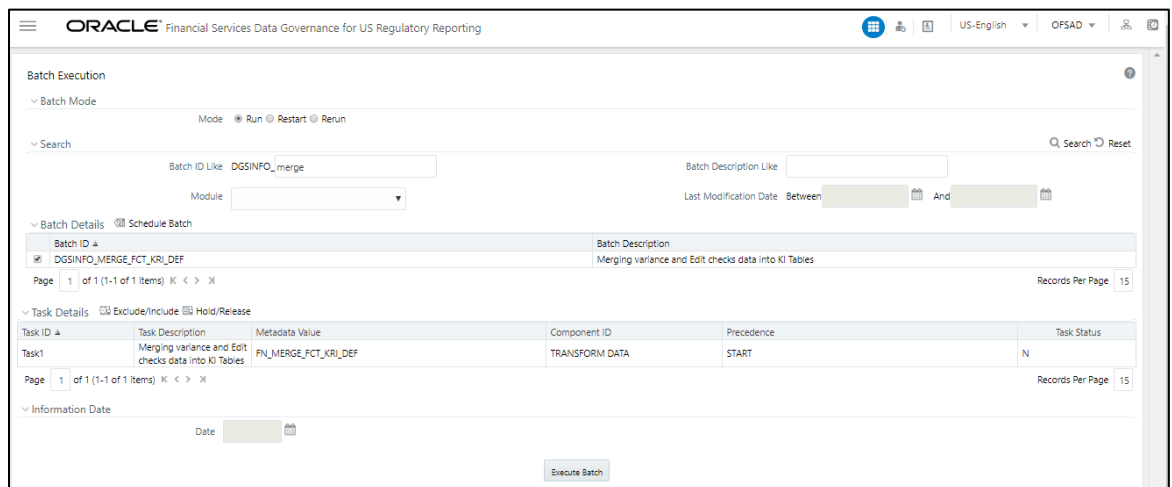 ORACLE® Financial Services Data Governance for US Regulatory Reporting
US-English
OFSAD
Batch Execution
Batch Mode
Mode Run Restart Rerun
Search
Search Reset
Batch ID Like DGSINFO_ merge
Batch Description Like
Module
Last Modification Date Between And
Batch Details Schedule Batch
Batch ID Batch Description
DGSINFO_MERGE_FCT_KRI_DEF Merging variance and Edit checks data into KI Tables
Page 1 of 1 (1-1 of 1 items) Records Per Page 15
Task Details Exclude/Include Hold/Release
Task ID Task Description Metadata Value Component ID Precedence Task Status
Task1 Merging variance and Edit checks data into KI Tables FN_MERGE_FCT_KRI_DEF TRANSFORM DATA START N
Page 1 of 1 (1-1 of 1 items) Records Per Page 15
Information Date
Date
Execute Batch